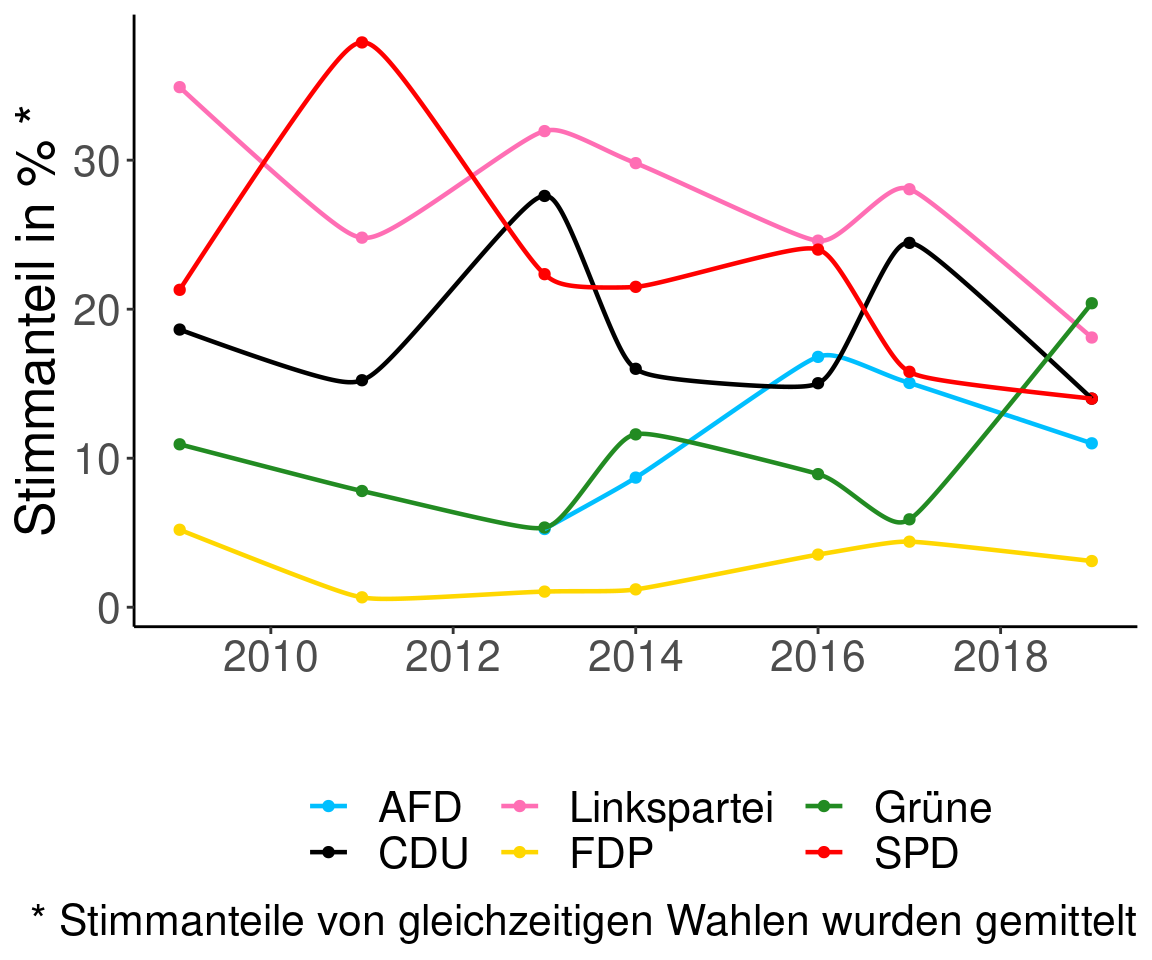 Stimmanteil in % *
30
20
10
0
2010 2012 2014 2016 2018
AFD Linkspartei Grüne
CDU FDP SPD
* Stimmanteile von gleichzeitigen Wahlen wurden gemittelt